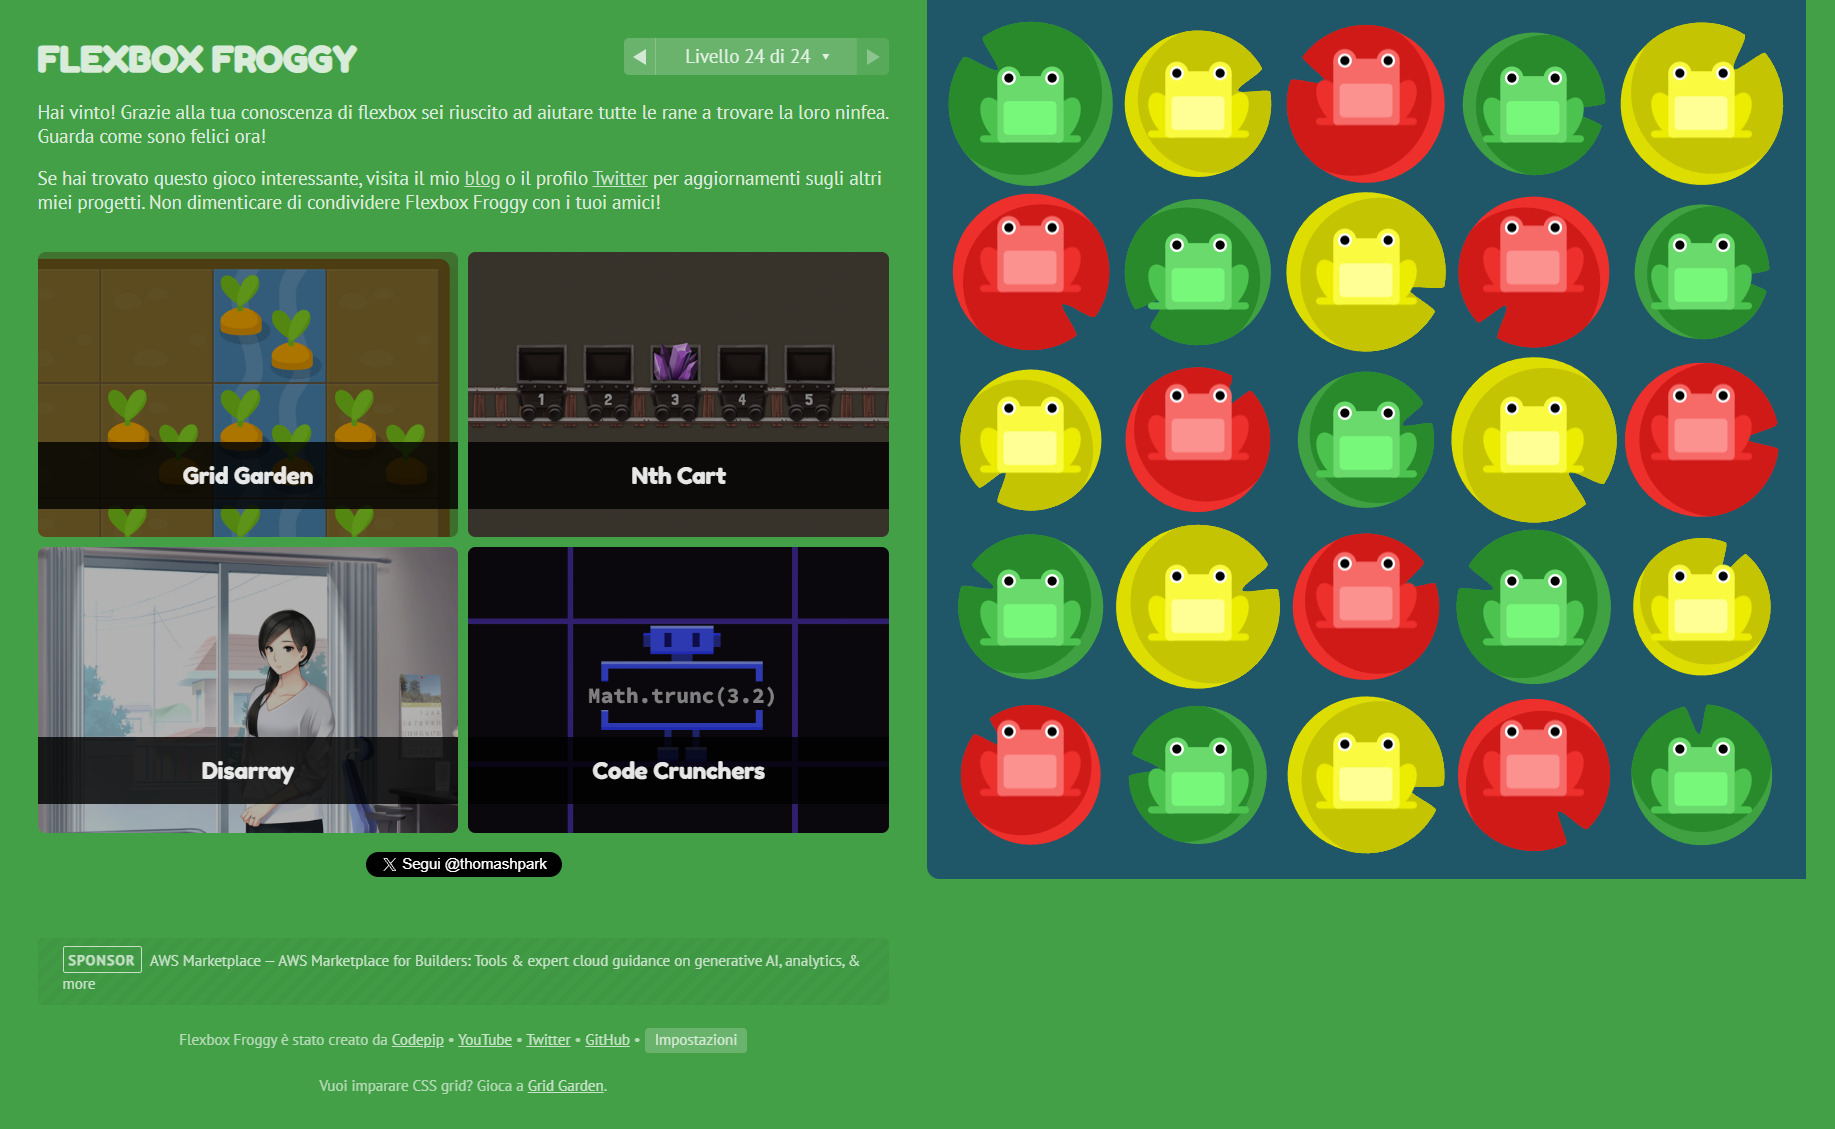 FLEXBOX FROGGY
Livello 24 di 24
Hai vinto! Grazie alla tua conoscenza di flexbox sei riuscito ad aiutare tutte le rane a trovare la loro ninfea.
Guarda come sono felici ora!
Se hai trovato questo gioco interessante, visita il mio blog o il profilo Twitter per aggiornamenti sugli altri
miei progetti. Non dimenticare di condividere Flexbox Froggy con i tuoi amici!
Grid Garden
1 2 3 4 5
Nth Cart
Disarray
Math.trunc(3.2)
Code Crunchers
Segui @thomashpark
SPONSOR AWS Marketplace — AWS Marketplace for Builders: Tools & expert cloud guidance on generative AI, analytics, &
more
Flexbox Froggy è stato creato da Codepip • YouTube • Twitter • GitHub • Impostazioni
Vuoi imparare CSS grid? Gioca a Grid Garden.